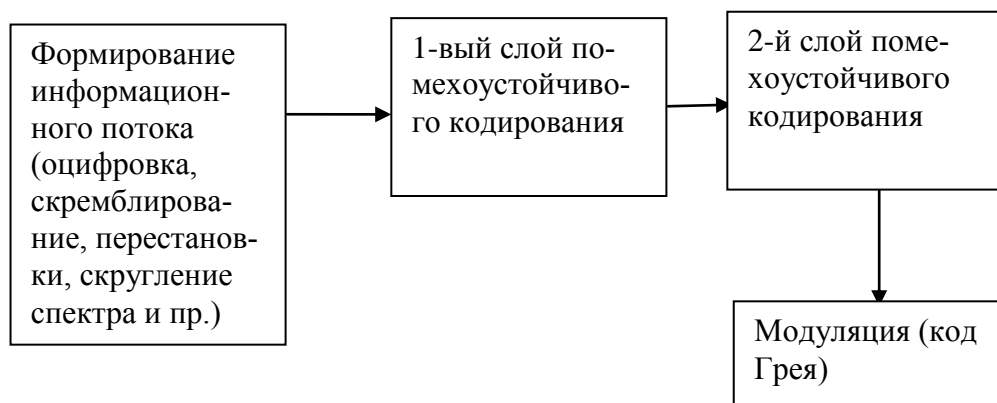 Формирование
информацион-
ного потока
(оцифровка,
скремблирова-
ние, перестанов-
ки, скругление
спектра и пр.)
1-вый слой по-
мехоустойчиво-
го кодирования
2-й слой поме-
хоустойчивого
кодирования
Модуляция (код
Грея)